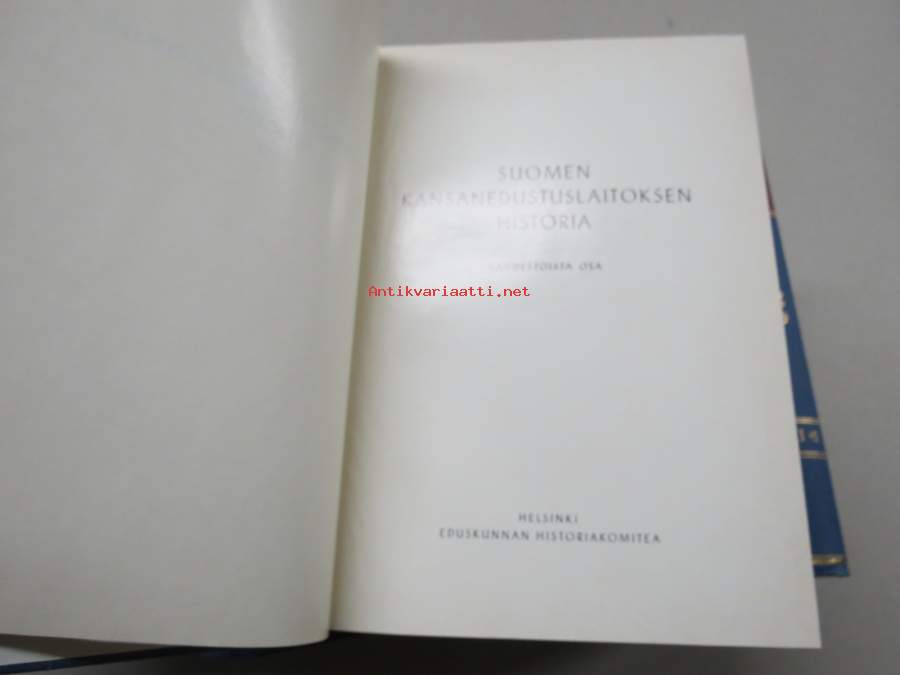 SUOMEN
KANSANEDUSTUSLAITOKSEN
HISTORIA
OSA
Antikvariaatti.net
HELSINKI
EDUSKUNNAN HISTORIAKOMITEA